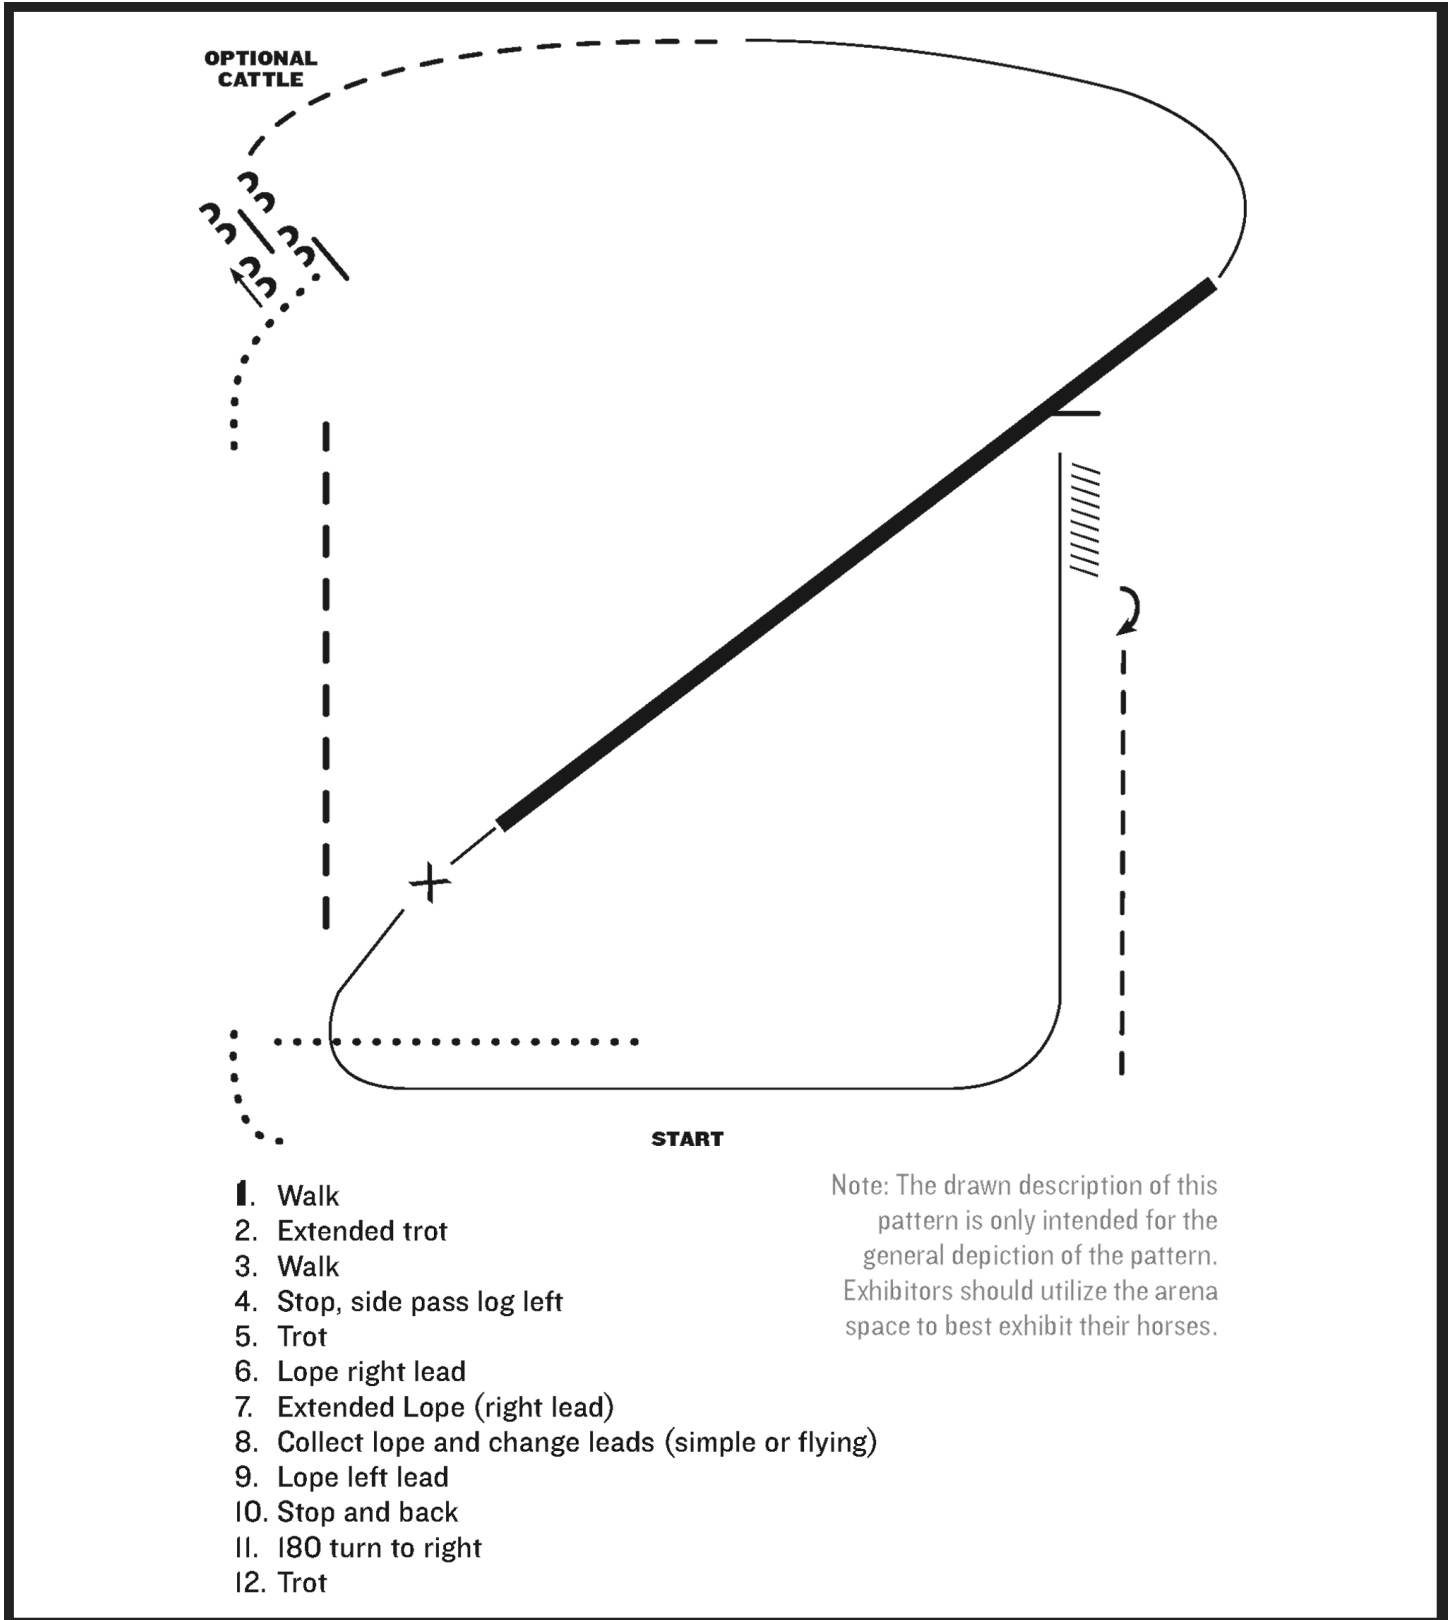 OPTIONAL
CATTLE
START
1. Walk
2. Extended trot
3. Walk
4. Stop, side pass log left
5. Trot
6. Lope right lead
7. Extended Lope (right lead)
8. Collect lope and change leads (simple or flying)
9. Lope left lead
10. Stop and back
11. 180 turn to right
12. Trot
Note: The drawn description of this
pattern is only intended for the
general depiction of the pattern.
Exhibitors should utilize the arena
space to best exhibit their horses.